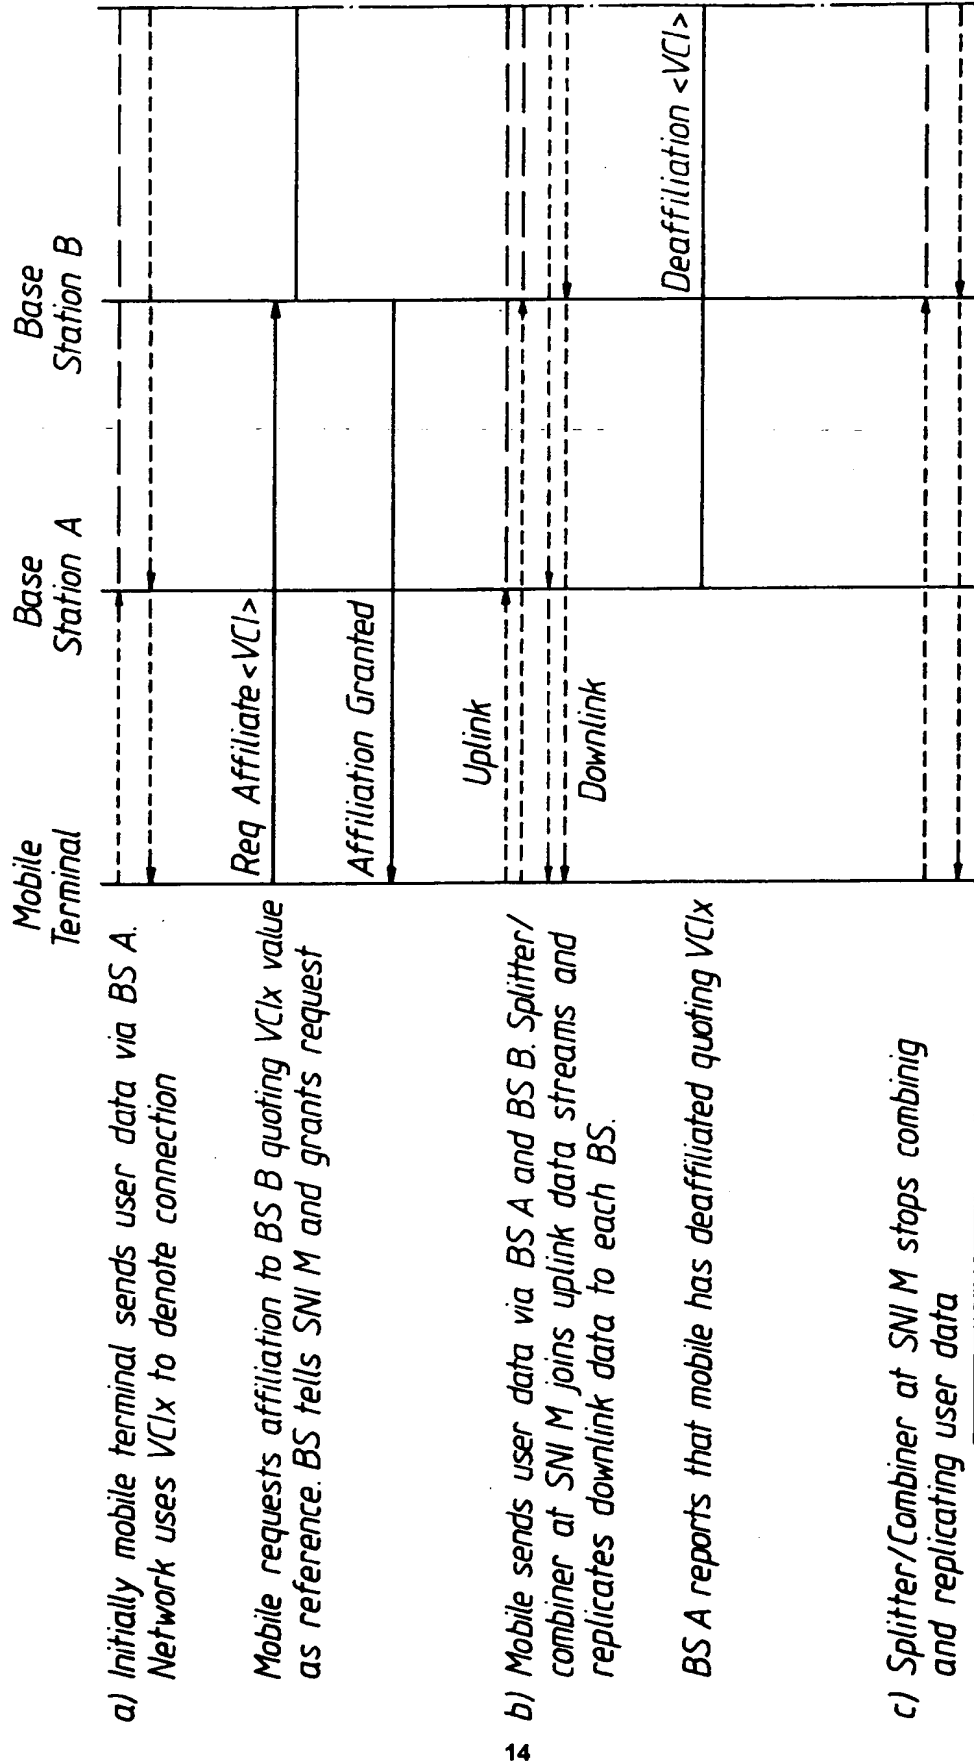 Mobile
Terminal
Base
Station A
Base
Station B
a) Initially mobile terminal sends user data via BS A.
Network uses VCIx to denote connection
Mobile requests affiliation to BS B quoting VCIx value
as reference. BS tells SNI M and grants request
Req Affiliate <VCI>
Affiliation Granted
b) Mobile sends user data via BS A and BS B. Splitter/
combiner at SNI M joins uplink data streams and
replicates downlink data to each BS.
Uplink
Downlink
BS A reports that mobile has deaffiliated quoting VCIx
Deaffiliation <VCI>
c) Splitter/Combiner at SNI M stops combinig
and replicating user data
14